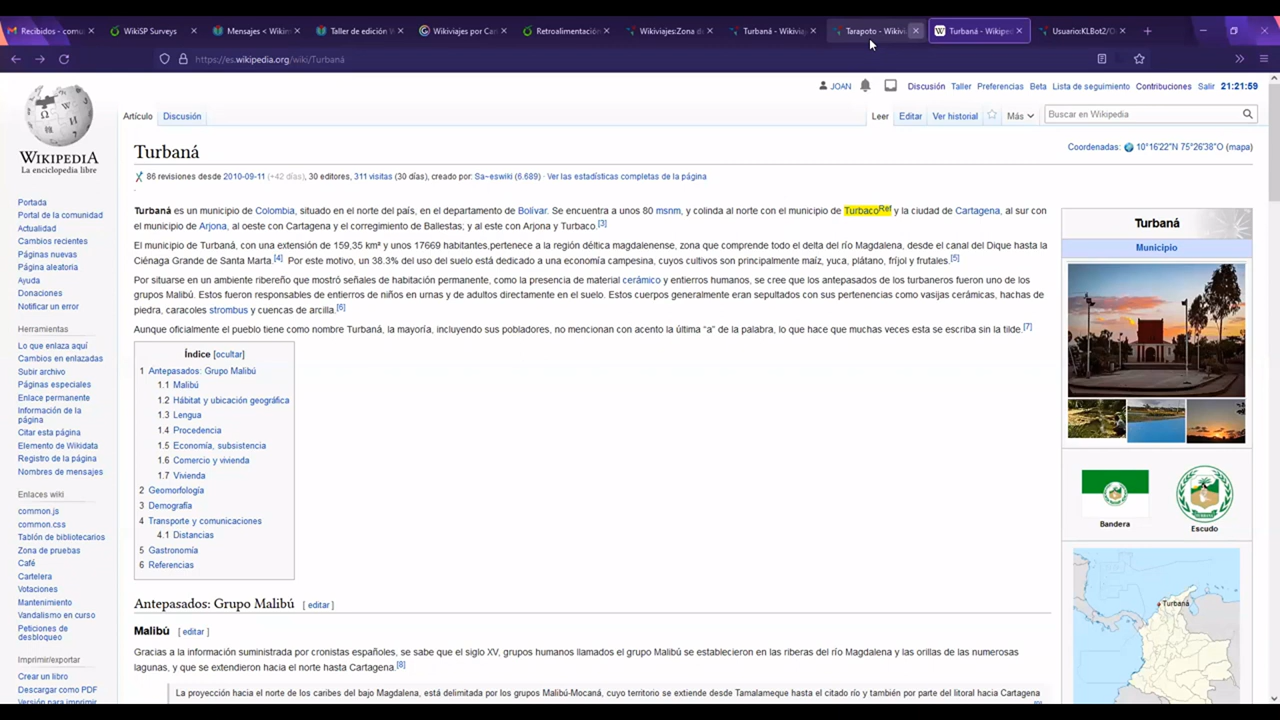 Recibidos - comu
WikiSP Surveys
Mensajes < Wikim
Taller de edición W
Wikiviajes por Can
Retroalimentación
Wikiviajes:Zona de
Turbaná - Wikiviaj
Tarapoto - Wikivi
Turbaná - Wikipe
Usuario:KLBot2/O
https://es.wikipedia.org/wiki/Turbaná
JOAN Discusión Taller Preferencias Beta Lista de seguimiento Contribuciones Salir 21:21:59
Artículo Discusión Leer Editar Ver historial Más Buscar en Wikipedia
WIKIPEDIA
La enciclopedia libre
Portada
Portal de la comunidad
Actualidad
Cambios recientes
Páginas nuevas
Página aleatoria
Ayuda
Donaciones
Notificar un error
Herramientas
Lo que enlaza aquí
Cambios en enlazadas
Subir archivo
Páginas especiales
Enlace permanente
Información de la
página
Citar esta página
Elemento de Wikidata
Registro de la página
Nombres de mensajes
Enlaces wiki
common.js
common.css
Tablón de bibliotecarios
Zona de pruebas
Café
Cartelera
Votaciones
Mantenimiento
Vandalismo en curso
Peticiones de
desbloqueo
Imprimir/exportar
Crear un libro
Descargar como PDF
Versión para imprimir
Turbaná
Coordenadas: 10°16′22″N 75°26′38″O (mapa)
86 revisiones desde 2010-09-11 (+42 días), 30 editores, 311 visitas (30 días), creado por: Sa~eswiki (6.689) · Ver las estadísticas completas de la página
Turbaná es un municipio de Colombia, situado en el norte del país, en el departamento de Bolívar. Se encuentra a unos 80 msnm, y colinda al norte con el municipio de TurbacoRef y la ciudad de Cartagena, al sur con
el municipio de Arjona, al oeste con Cartagena y el corregimiento de Ballestas; y al este con Arjona y Turbaco.[3]
El municipio de Turbaná, con una extensión de 159,35 km² y unos 17669 habitantes,pertenece a la región déltica magdalenense, zona que comprende todo el delta del río Magdalena, desde el canal del Dique hasta la
Ciénaga Grande de Santa Marta.[4] Por este motivo, un 38.3% del uso del suelo está dedicado a una economía campesina, cuyos cultivos son principalmente maíz, yuca, plátano, fríjol y frutales.[5]
Por situarse en un ambiente ribereño que mostró señales de habitación permanente, como la presencia de material cerámico y entierros humanos, se cree que los antepasados de los turbaneros fueron uno de los
grupos Malibú. Estos fueron responsables de entierros de niños en urnas y de adultos directamente en el suelo. Estos cuerpos generalmente eran sepultados con sus pertenencias como vasijas cerámicas, hachas de
piedra, caracoles strombus y cuencas de arcilla.[6]
Aunque oficialmente el pueblo tiene como nombre Turbaná, la mayoría, incluyendo sus pobladores, no mencionan con acento la última “a” de la palabra, lo que hace que muchas veces esta se escriba sin la tilde.[7]
Índice [ocultar]
1 Antepasados: Grupo Malibú
1.1 Malibú
1.2 Hábitat y ubicación geográfica
1.3 Lengua
1.4 Procedencia
1.5 Economía, subsistencia
1.6 Comercio y vivienda
1.7 Vivienda
2 Geomorfología
3 Demografía
4 Transporte y comunicaciones
4.1 Distancias
5 Gastronomía
6 Referencias
Antepasados: Grupo Malibú [ editar ]
Malibú [ editar ]
Gracias a la información suministrada por cronistas españoles, se sabe que el siglo XV, grupos humanos llamados el grupo Malibú se establecieron en las riberas del río Magdalena y las orillas de las numerosas
lagunas, y que se extendieron hacia el norte hasta Cartagena.[8]
La proyección hacia el norte de los caribes del bajo Magdalena, está delimitada por los grupos Malibú-Mocaná, cuyo territorio se extiende desde Tamalameque hasta el citado río y también por parte del litoral hacia Cartagena
Turbaná
Municipio
Bandera
Escudo
Turbaná